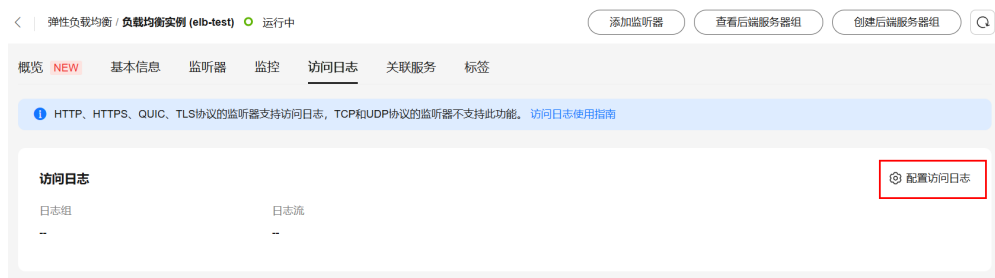 弹性负载均衡 / 负载均衡实例 (elb-test) 运行中 添加监听器 查看后端服务器组 创建后端服务器组
概览 NEW 基本信息 监听器 监控 访问日志 关联服务 标签
HTTP、HTTPS、QUIC、TLS协议的监听器支持访问日志，TCP和UDP协议的监听器不支持此功能。 访问日志使用指南
访问日志 配置访问日志
日志组 日志流
-- --